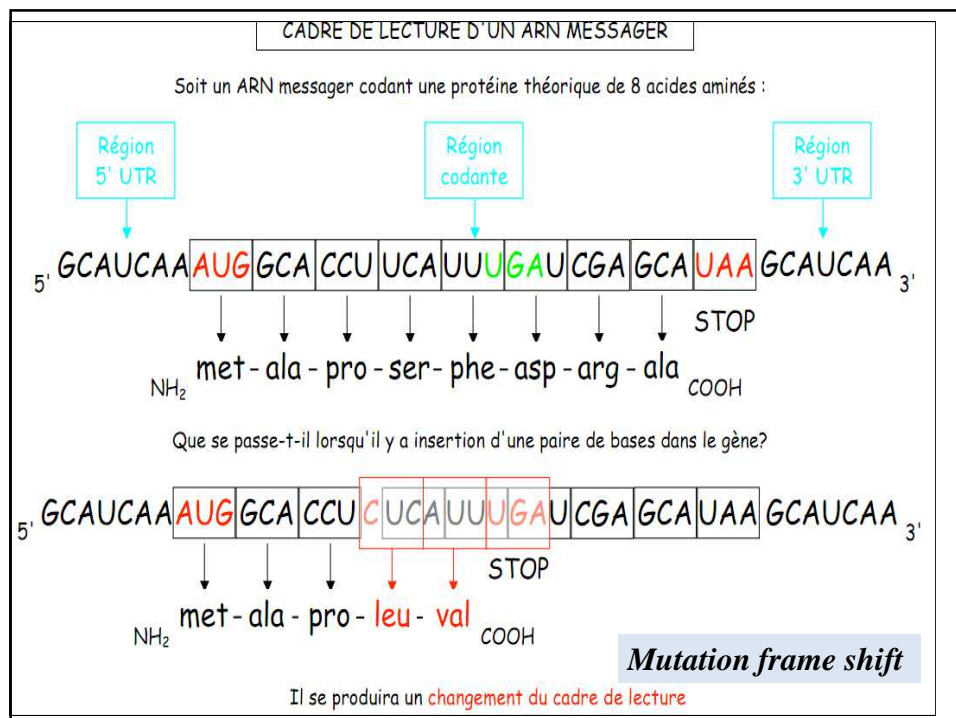 CADRE DE LECTURE D'UN ARN MESSAGER
Soit un ARN messager codant une protéine théorique de 8 acides aminés :
Région 5' UTR
Région codante
Région 3' UTR
5' GCAUCAA AUG GCA CCU UCA UUU GAU CGA GCA UAA GCAUCAA 3'
STOP
NH₂ met - ala - pro - ser - phe - asp - arg - ala COOH
Que se passe-t-il lorsqu'il y a insertion d'une paire de bases dans le gène?
5' GCAUCAA AUG GCA CCU CUC AUU UGA U CGA GCA UAA GCAUCAA 3'
STOP
NH₂ met - ala - pro - leu - val COOH
Mutation frame shift
Il se produira un changement du cadre de lecture